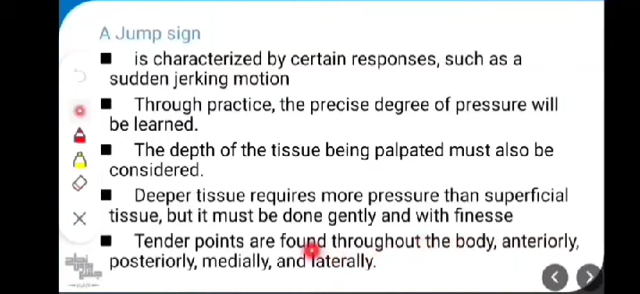 A Jump sign
■ is characterized by certain responses, such as a
sudden jerking motion
■ Through practice, the precise degree of pressure will
be learned.
■ The depth of the tissue being palpated must also be
considered.
■ Deeper tissue requires more pressure than superficial
tissue, but it must be done gently and with finesse
■ Tender points are found throughout the body, anteriorly,
posteriorly, medially, and laterally.